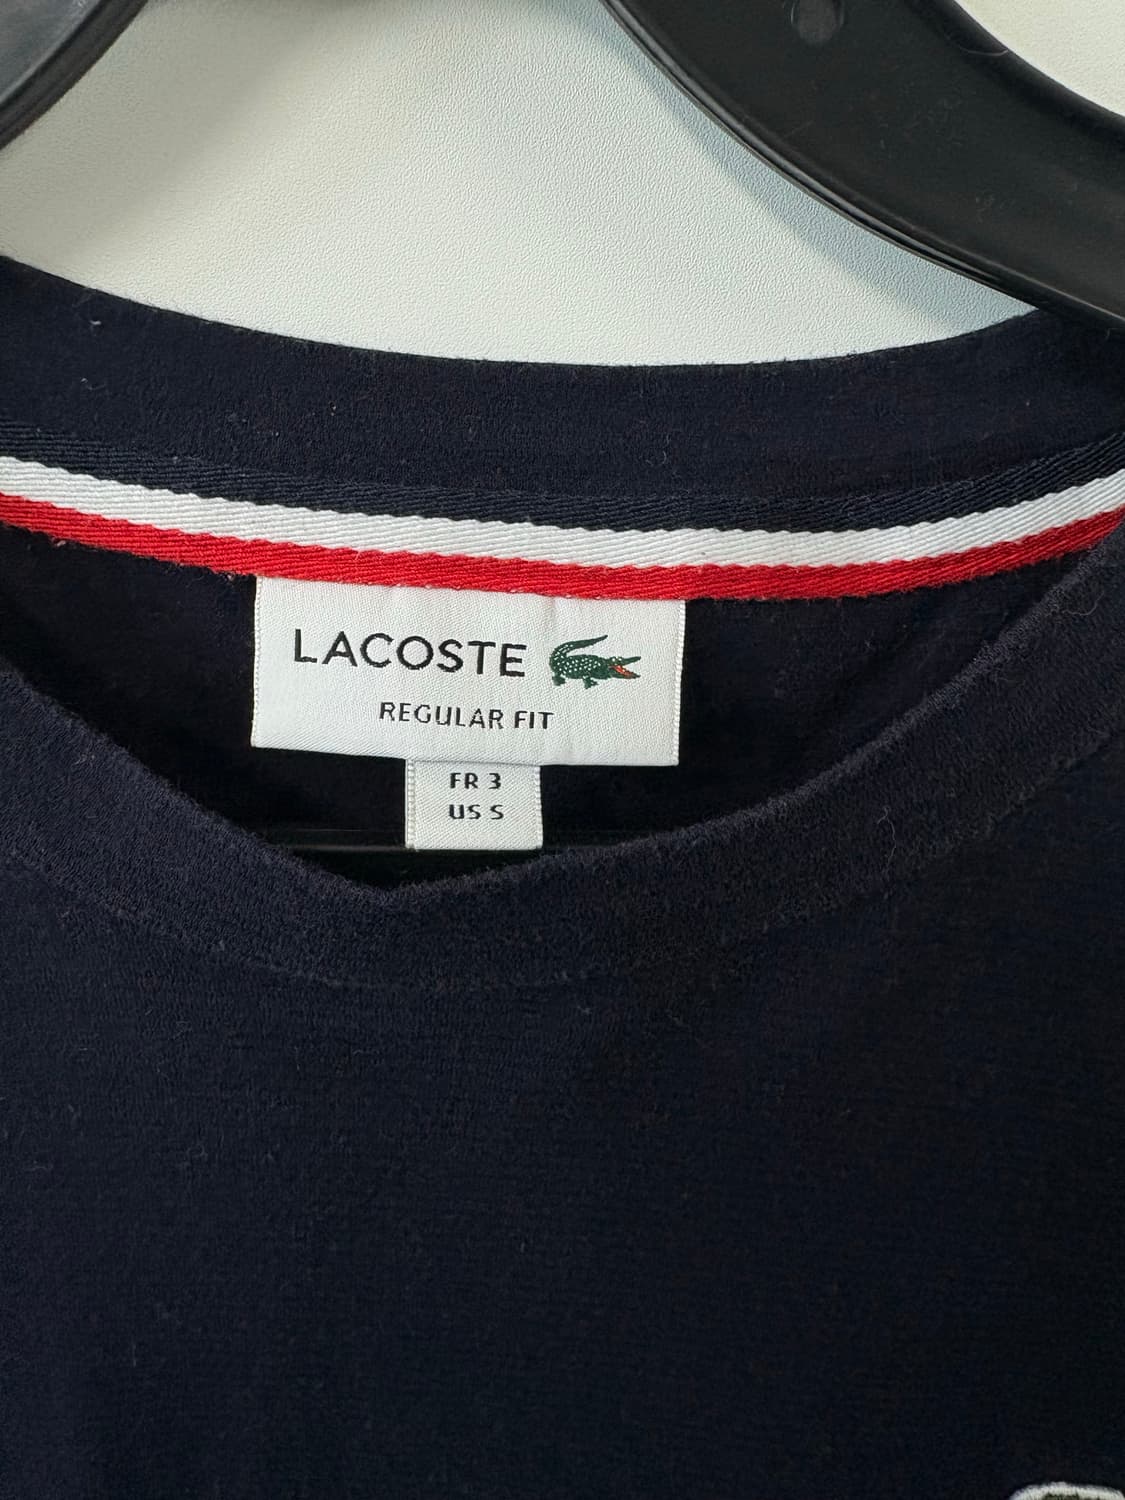 LACOSTE
REGULAR FIT
FR 3
US S